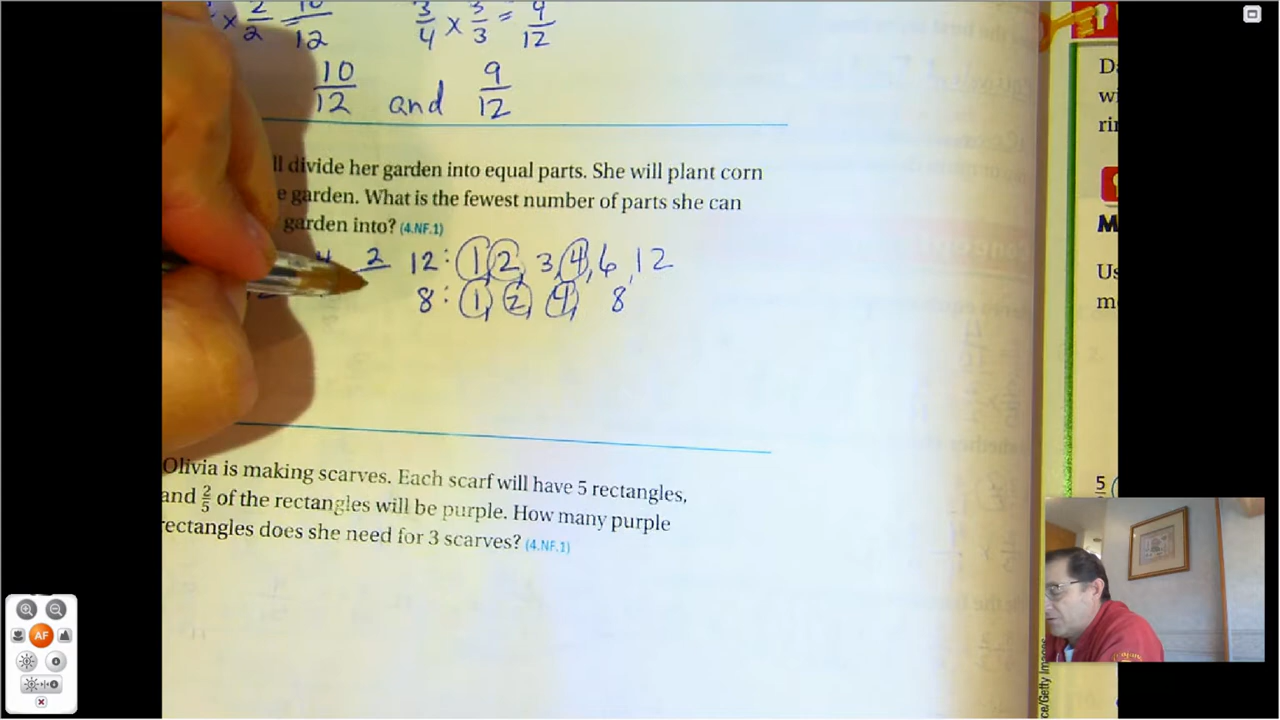 × 2/2 = 10/12 3/4 × 3/3 = 9/12
10/12 and 9/12
divide her garden into equal parts. She will plant corn
garden. What is the fewest number of parts she can
garden into? (4.NF.1)
2 12: 1, 2, 3, 4, 6, 12
8: 1, 2, 4, 8
Olivia is making scarves. Each scarf will have 5 rectangles,
and 2/5 of the rectangles will be purple. How many purple
rectangles does she need for 3 scarves? (4.NF.1)
AF